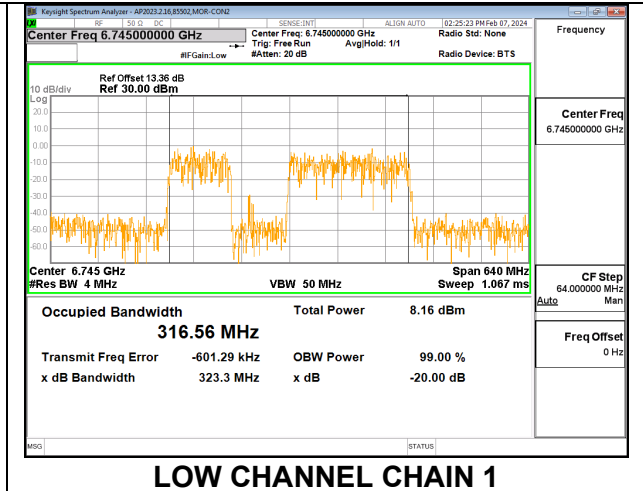 Keysight Spectrum Analyzer - AP2023.2.16,85502,MOR-CON2
RF 50 Ω DC SENSE:INT ALIGN AUTO 02:25:23 PM Feb 07, 2024
Center Freq 6.745000000 GHz
Center Freq: 6.745000000 GHz Radio Std: None
Trig: Free Run Avg|Hold: 1/1
#IFGain:Low #Atten: 20 dB Radio Device: BTS
Frequency
Ref Offset 13.36 dB
10 dB/div Ref 30.00 dBm
Log
20.0
10.0
0.00
-10.0
-20.0
-30.0
-40.0
-50.0
-60.0
Center 6.745 GHz Span 640 MHz
#Res BW 4 MHz VBW 50 MHz Sweep 1.067 ms
Center Freq
6.745000000 GHz
CF Step
64.000000 MHz
Auto Man
Freq Offset
0 Hz
Occupied Bandwidth Total Power 8.16 dBm
316.56 MHz
Transmit Freq Error -601.29 kHz OBW Power 99.00 %
x dB Bandwidth 323.3 MHz x dB -20.00 dB
MSG STATUS
LOW CHANNEL CHAIN 1